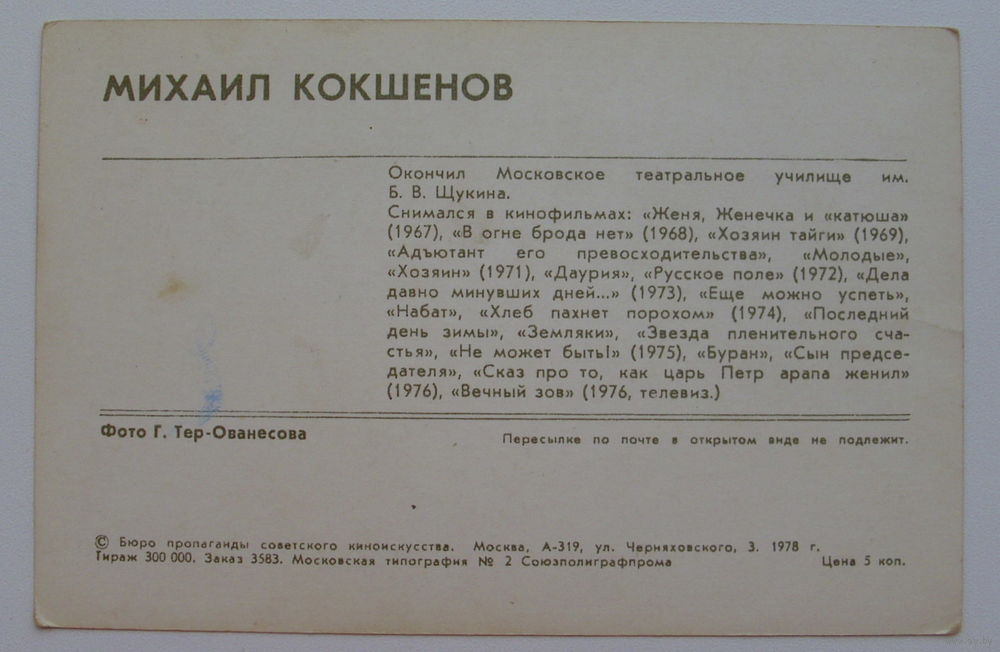 МИХАИЛ КОКШЕНОВ
Окончил Московское театральное училище им.
Б. В. Щукина.
Снимался в кинофильмах: «Женя, Женечка и «катюша»
(1967), «В огне брода нет» (1968), «Хозяин тайги» (1969),
«Адъютант его превосходительства», «Молодые»,
«Хозяин» (1971), «Даурия», «Русское поле» (1972), «Дела
давно минувших дней...» (1973), «Еще можно успеть»,
«Набат», «Хлеб пахнет порохом» (1974), «Последний
день зимы», «Земляки», «Звезда пленительного сча-
стья», «Не может быть!» (1975), «Буран», «Сын предсе-
дателя», «Сказ про то, как царь Петр арапа женил»
(1976), «Вечный зов» (1976, телевиз.)
Фото Г. Тер-Ованесова
Пересылке по почте в открытом виде не подлежит.
© Бюро пропаганды советского киноискусства. Москва, А-319, ул. Черняховского, 3. 1978 г.
Тираж 300 000. Заказ 3583. Московская типография № 2 Союзполиграфпрома Цена 5 коп.